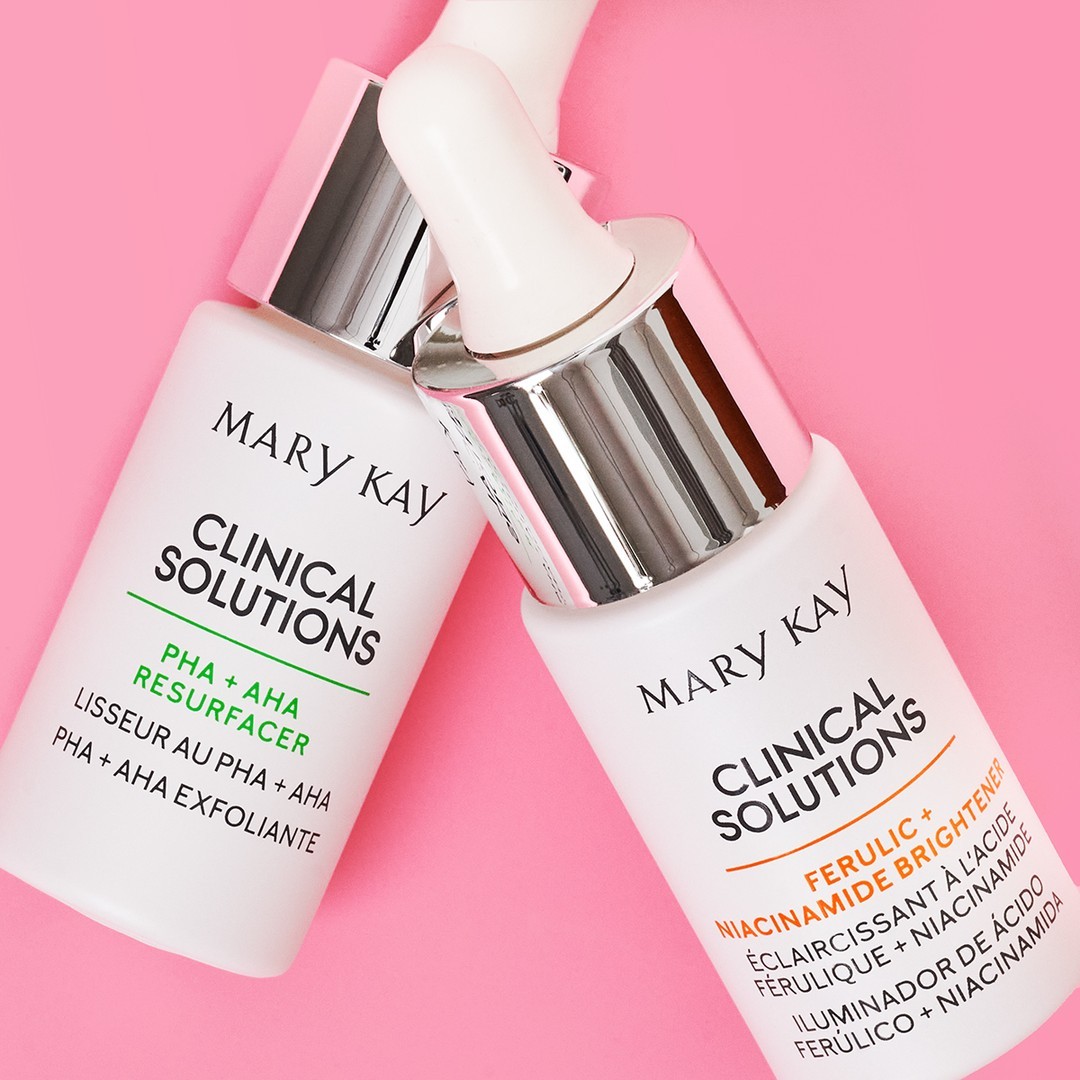 MARY KAY
CLINICAL
SOLUTIONS
PHA + AHA
RESURFACER
LISSEUR AU PHA + AHA
PHA + AHA EXFOLIANTE
MARY KAY
CLINICAL
SOLUTIONS
FERULIC +
NIACINAMIDE BRIGHTENER
ÉCLAIRCISSANT À L'ACIDE
FÉRULIQUE + NIACINAMIDE
ILUMINADOR DE ÁCIDO
FERÚLICO + NIACINAMIDA